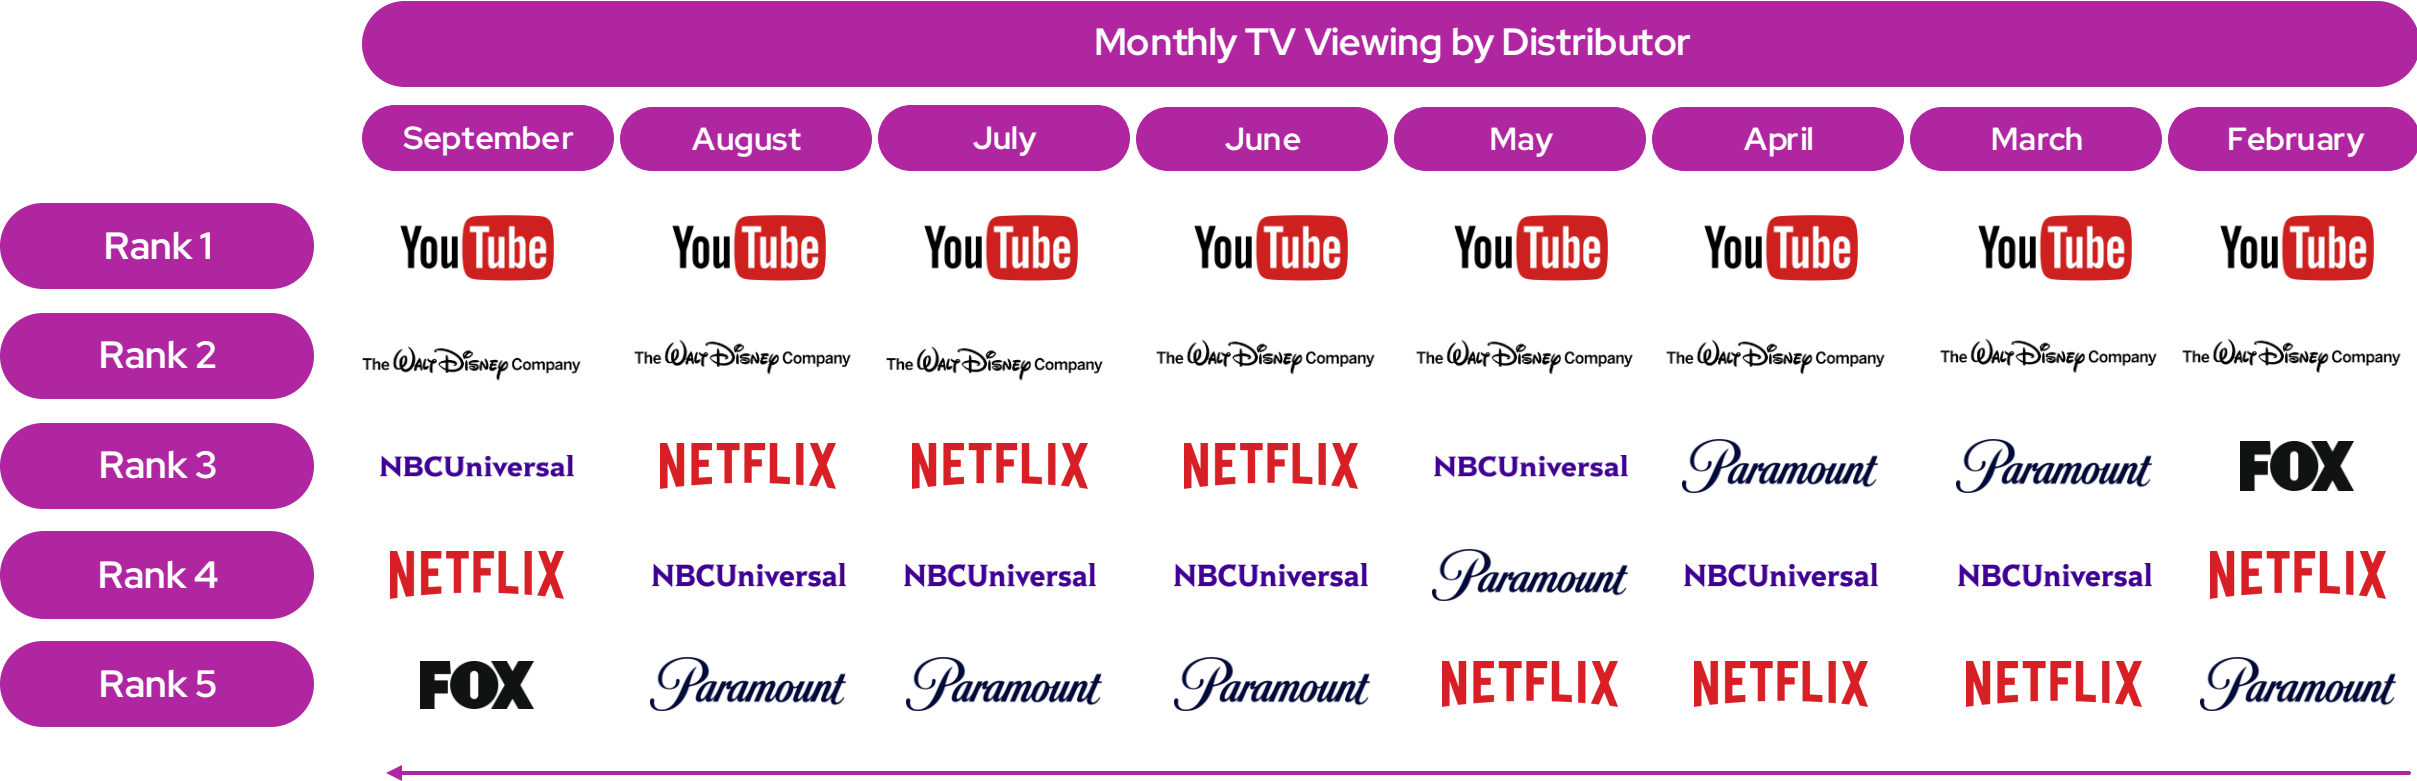 Monthly TV Viewing by Distributor
September August July June May April March February
Rank 1 YouTube YouTube YouTube YouTube YouTube YouTube YouTube YouTube
Rank 2 The WALT DISNEY Company The WALT DISNEY Company The WALT DISNEY Company The WALT DISNEY Company The WALT DISNEY Company The WALT DISNEY Company The WALT DISNEY Company The WALT DISNEY Company
Rank 3 NBCUniversal NETFLIX NETFLIX NETFLIX NBCUniversal Paramount Paramount FOX
Rank 4 NETFLIX NBCUniversal NBCUniversal NBCUniversal Paramount NBCUniversal NBCUniversal NETFLIX
Rank 5 FOX Paramount Paramount Paramount NETFLIX NETFLIX NETFLIX Paramount